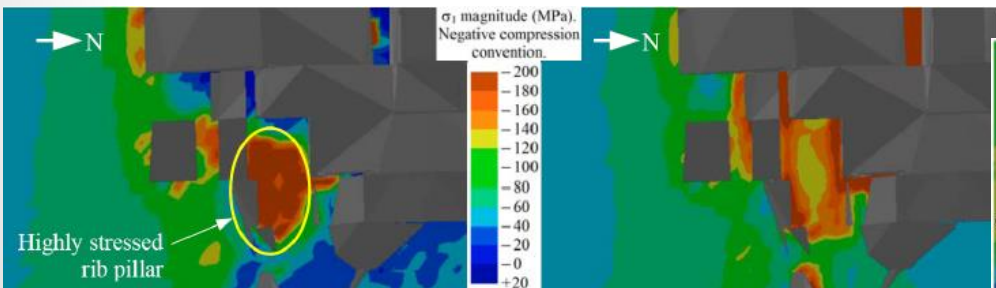 N
σ₁ magnitude (MPa).
Negative compression
convention.
−200
−180
−160
−140
−120
−100
−80
−60
−40
−20
−0
+20
Highly stressed
rib pillar
N